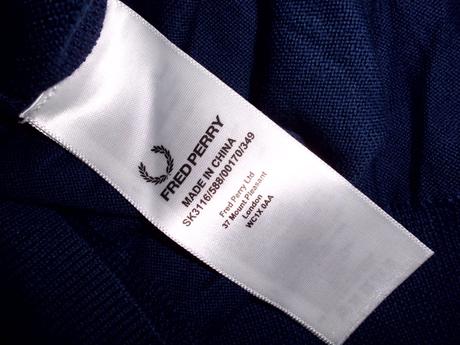 FRED PERRY
MADE IN CHINA
SK3116/588/00170/349
Fred Perry Ltd
37 Mount Pleasant
London
WC1X 0AA